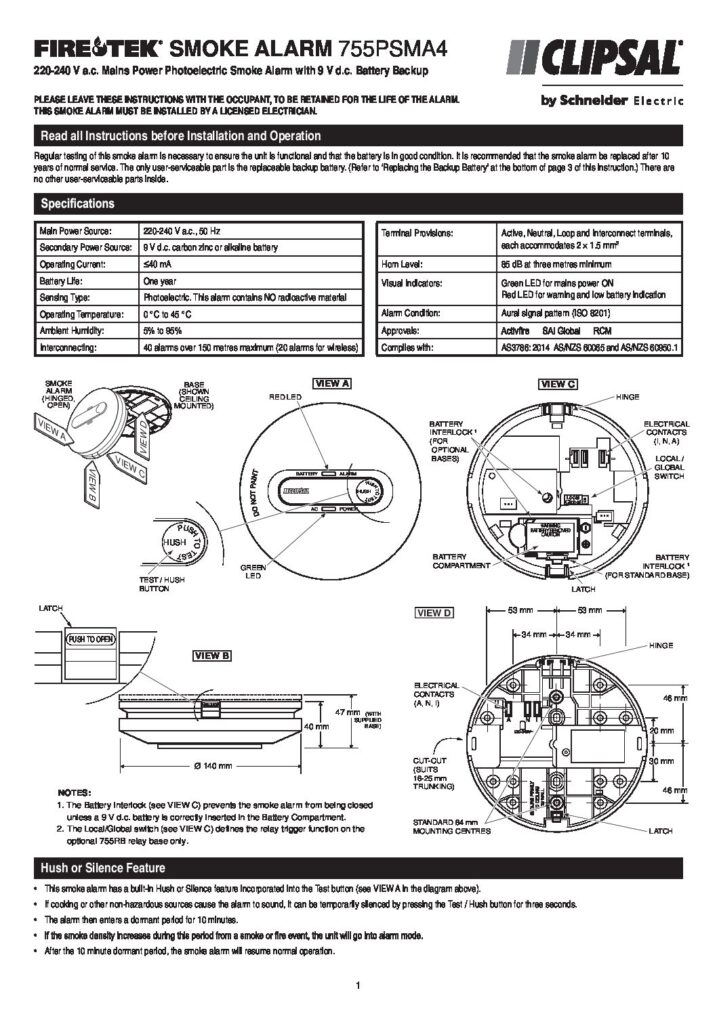 FIRETEK® SMOKE ALARM 755PSMA4
220-240 V a.c. Mains Power Photoelectric Smoke Alarm with 9 V d.c. Battery Backup
CLIPSAL®
by Schneider Electric
PLEASE LEAVE THESE INSTRUCTIONS WITH THE OCCUPANT, TO BE RETAINED FOR THE LIFE OF THE ALARM.
THIS SMOKE ALARM MUST BE INSTALLED BY A LICENSED ELECTRICIAN.
Read all Instructions before Installation and Operation
Regular testing of this smoke alarm is necessary to ensure the unit is functional and that the battery is in good condition. It is recommended that the smoke alarm be replaced after 10
years of normal service. The only user-serviceable part is the replaceable backup battery. (Refer to 'Replacing the Backup Battery' at the bottom of page 3 of this instruction.) There are
no other user-serviceable parts inside.
Specifications
Main Power Source: 220-240 V a.c., 50 Hz
Secondary Power Source: 9 V d.c. carbon zinc or alkaline battery
Operating Current: ≤40 mA
Battery Life: One year
Sensing Type: Photoelectric. This alarm contains NO radioactive material
Operating Temperature: 0 °C to 45 °C
Ambient Humidity: 5% to 95%
Interconnecting: 40 alarms over 150 metres maximum (20 alarms for wireless)
Terminal Provisions: Active, Neutral, Loop and Interconnect terminals,
each accommodates 2 × 1.5 mm²
Horn Level: 85 dB at three metres minimum
Visual Indicators: Green LED for mains power ON
Red LED for warning and low battery indication
Alarm Condition: Aural signal pattern (ISO 8201)
Approvals: Activfire SAI Global RCM
Complies with: AS3786: 2014 AS/NZS 60065 and AS/NZS 60950.1
SMOKE
ALARM
(HINGED,
OPEN)
BASE
(SHOWN
CEILING
MOUNTED)
VIEW A
VIEW D
VIEW C
VIEW B
VIEW A
RED LED
DO NOT PAINT
BATTERY ALARM
CLIPSAL
PUSH TO TEST
HUSH
AC POWER
GREEN
LED
PUSH TO TEST
HUSH
TEST / HUSH
BUTTON
VIEW C
HINGE
BATTERY
INTERLOCK ¹
(FOR
OPTIONAL
BASES)
ELECTRICAL
CONTACTS
(I, N, A)
LOCAL /
GLOBAL
SWITCH
LOCAL
GLOBAL
WARNING
BATTERY REMOVED
CAUTION
BATTERY
COMPARTMENT
BATTERY
INTERLOCK ¹
(FOR STANDARD BASE)
LATCH
LATCH
PUSH TO OPEN
VIEW B
47 mm (WITH
SUPPLIED
BASE)
40 mm
Ø 140 mm
VIEW D
53 mm 53 mm
34 mm 34 mm
HINGE
ELECTRICAL
CONTACTS
(A, N, I)
A N I
46 mm
20 mm
30 mm
46 mm
CUT-OUT
(SUITS
16-25 mm
TRUNKING)
STANDARD 84 mm
MOUNTING CENTRES
LATCH
NOTES:
1. The Battery Interlock (see VIEW C) prevents the smoke alarm from being closed
unless a 9 V d.c. battery is correctly inserted in the Battery Compartment.
2. The Local/Global switch (see VIEW C) defines the relay trigger function on the
optional 755RB relay base only.
Hush or Silence Feature
• This smoke alarm has a built-in Hush or Silence feature incorporated into the Test button (see VIEW A in the diagram above).
• If cooking or other non-hazardous sources cause the alarm to sound, it can be temporarily silenced by pressing the Test / Hush button for three seconds.
• The alarm then enters a dormant period for 10 minutes.
• If the smoke density increases during this period from a smoke or fire event, the unit will go into alarm mode.
• After the 10 minute dormant period, the smoke alarm will resume normal operation.
1